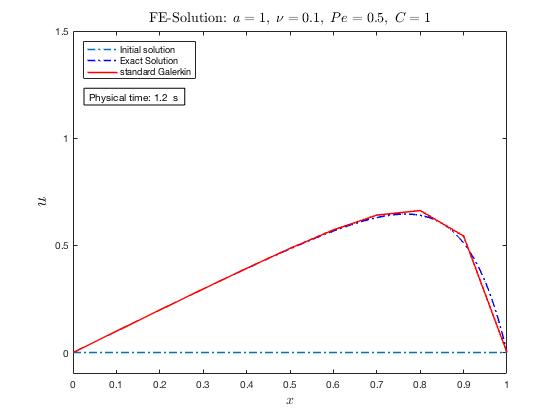 FE-Solution: a = 1, ν = 0.1, Pe = 0.5, C = 1
1.5
Initial solution
Exact Solution
standard Galerkin
Physical time: 1.2 s
1
u
0.5
0
0 0.1 0.2 0.3 0.4 0.5 0.6 0.7 0.8 0.9 1
x